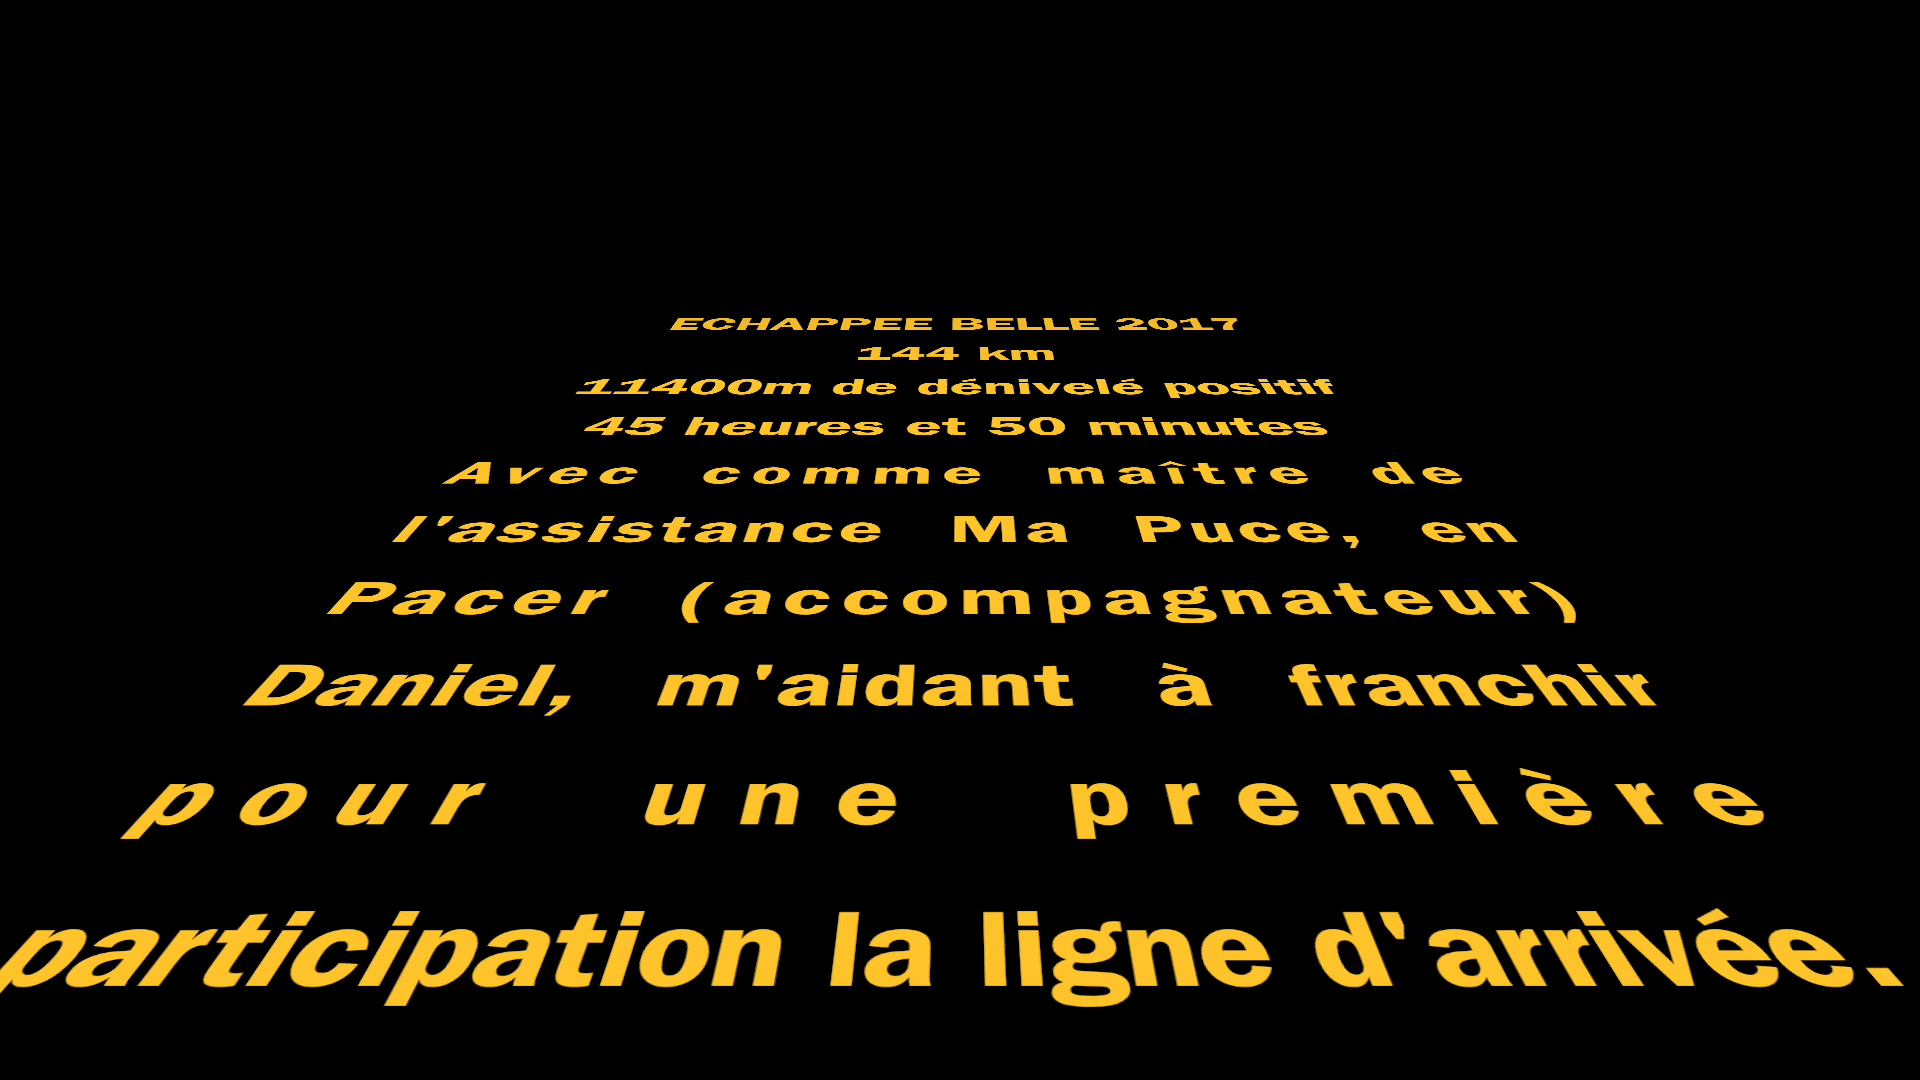 ECHAPPEE BELLE 2017
144 km
11400m de dénivelé positif
45 heures et 50 minutes
Avec comme maître de
l'assistance Ma Puce, en
Pacer (accompagnateur)
Daniel, m'aidant à franchir
pour une première
participation la ligne d'arrivée.